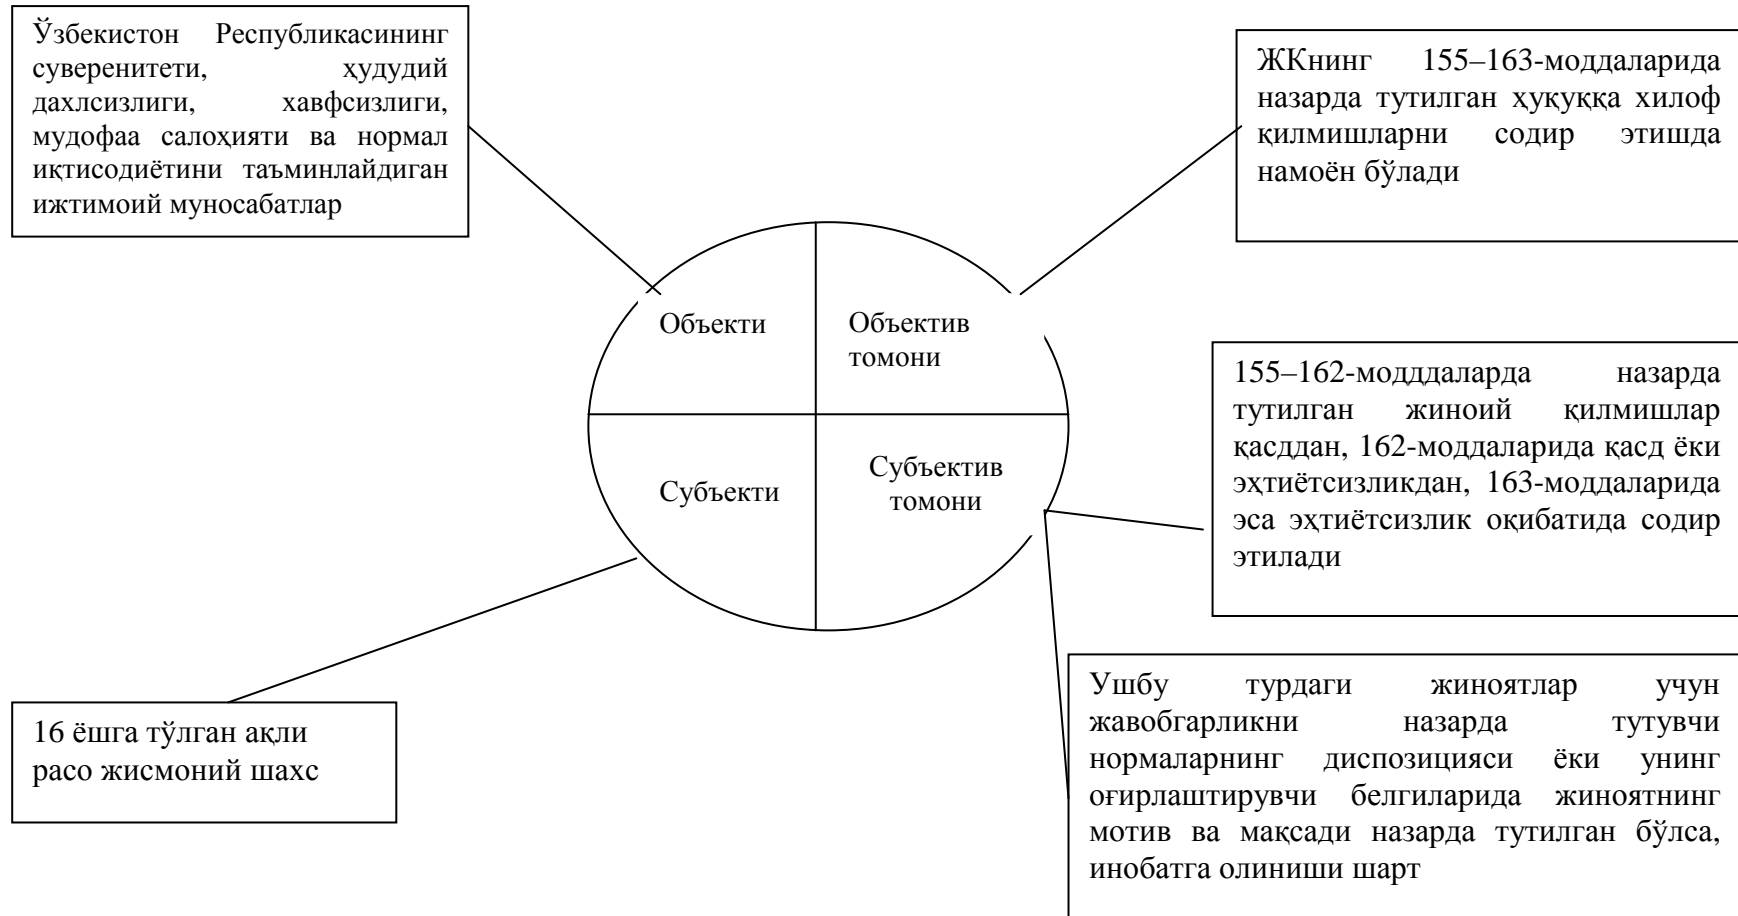 Ўзбекистон Республикасининг
суверенитети, ҳудудий
дахлсизлиги, хавфсизлиги,
мудофаа салоҳияти ва нормал
иқтисодиётини таъминлайдиган
ижтимоий муносабатлар
ЖКнинг 155–163-моддаларида
назарда тутилган ҳуқуққа хилоф
қилмишларни содир этишда
намоён бўлади
Объекти
Объектив
томони
155–162-модддаларда назарда
тутилган жиноий қилмишлар
қасддан, 162-моддаларида қасд ёки
эҳтиётсизликдан, 163-моддаларида
эса эҳтиётсизлик оқибатида содир
этилади
Субъекти
Субъектив
томони
16 ёшга тўлган ақли
расо жисмоний шахс
Ушбу турдаги жиноятлар учун
жавобгарликни назарда тутувчи
нормаларнинг диспозицияси ёки унинг
оғирлаштирувчи белгиларида жиноятнинг
мотив ва мақсади назарда тутилган бўлса,
инобатга олиниши шарт